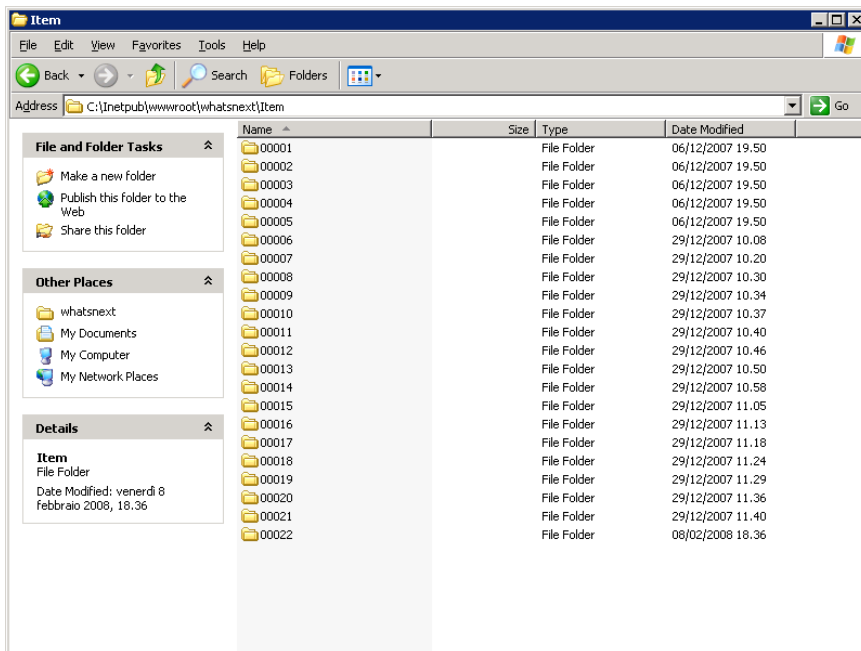 Item
File Edit View Favorites Tools Help
Back Search Folders
Address C:\Inetpub\wwwroot\whatsnext\Item Go
File and Folder Tasks
Make a new folder
Publish this folder to the
Web
Share this folder
Other Places
whatsnext
My Documents
My Computer
My Network Places
Details
Item
File Folder
Date Modified: venerdì 8
febbraio 2008, 18.36
Name Size Type Date Modified
00001 File Folder 06/12/2007 19.50
00002 File Folder 06/12/2007 19.50
00003 File Folder 06/12/2007 19.50
00004 File Folder 06/12/2007 19.50
00005 File Folder 06/12/2007 19.50
00006 File Folder 29/12/2007 10.08
00007 File Folder 29/12/2007 10.20
00008 File Folder 29/12/2007 10.30
00009 File Folder 29/12/2007 10.34
00010 File Folder 29/12/2007 10.37
00011 File Folder 29/12/2007 10.40
00012 File Folder 29/12/2007 10.46
00013 File Folder 29/12/2007 10.50
00014 File Folder 29/12/2007 10.58
00015 File Folder 29/12/2007 11.05
00016 File Folder 29/12/2007 11.13
00017 File Folder 29/12/2007 11.18
00018 File Folder 29/12/2007 11.24
00019 File Folder 29/12/2007 11.29
00020 File Folder 29/12/2007 11.36
00021 File Folder 29/12/2007 11.40
00022 File Folder 08/02/2008 18.36